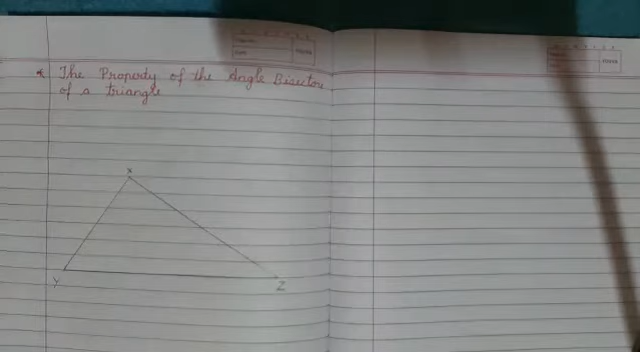 * The Property of the Angle Bisector
of a triangle
X
Y
Z